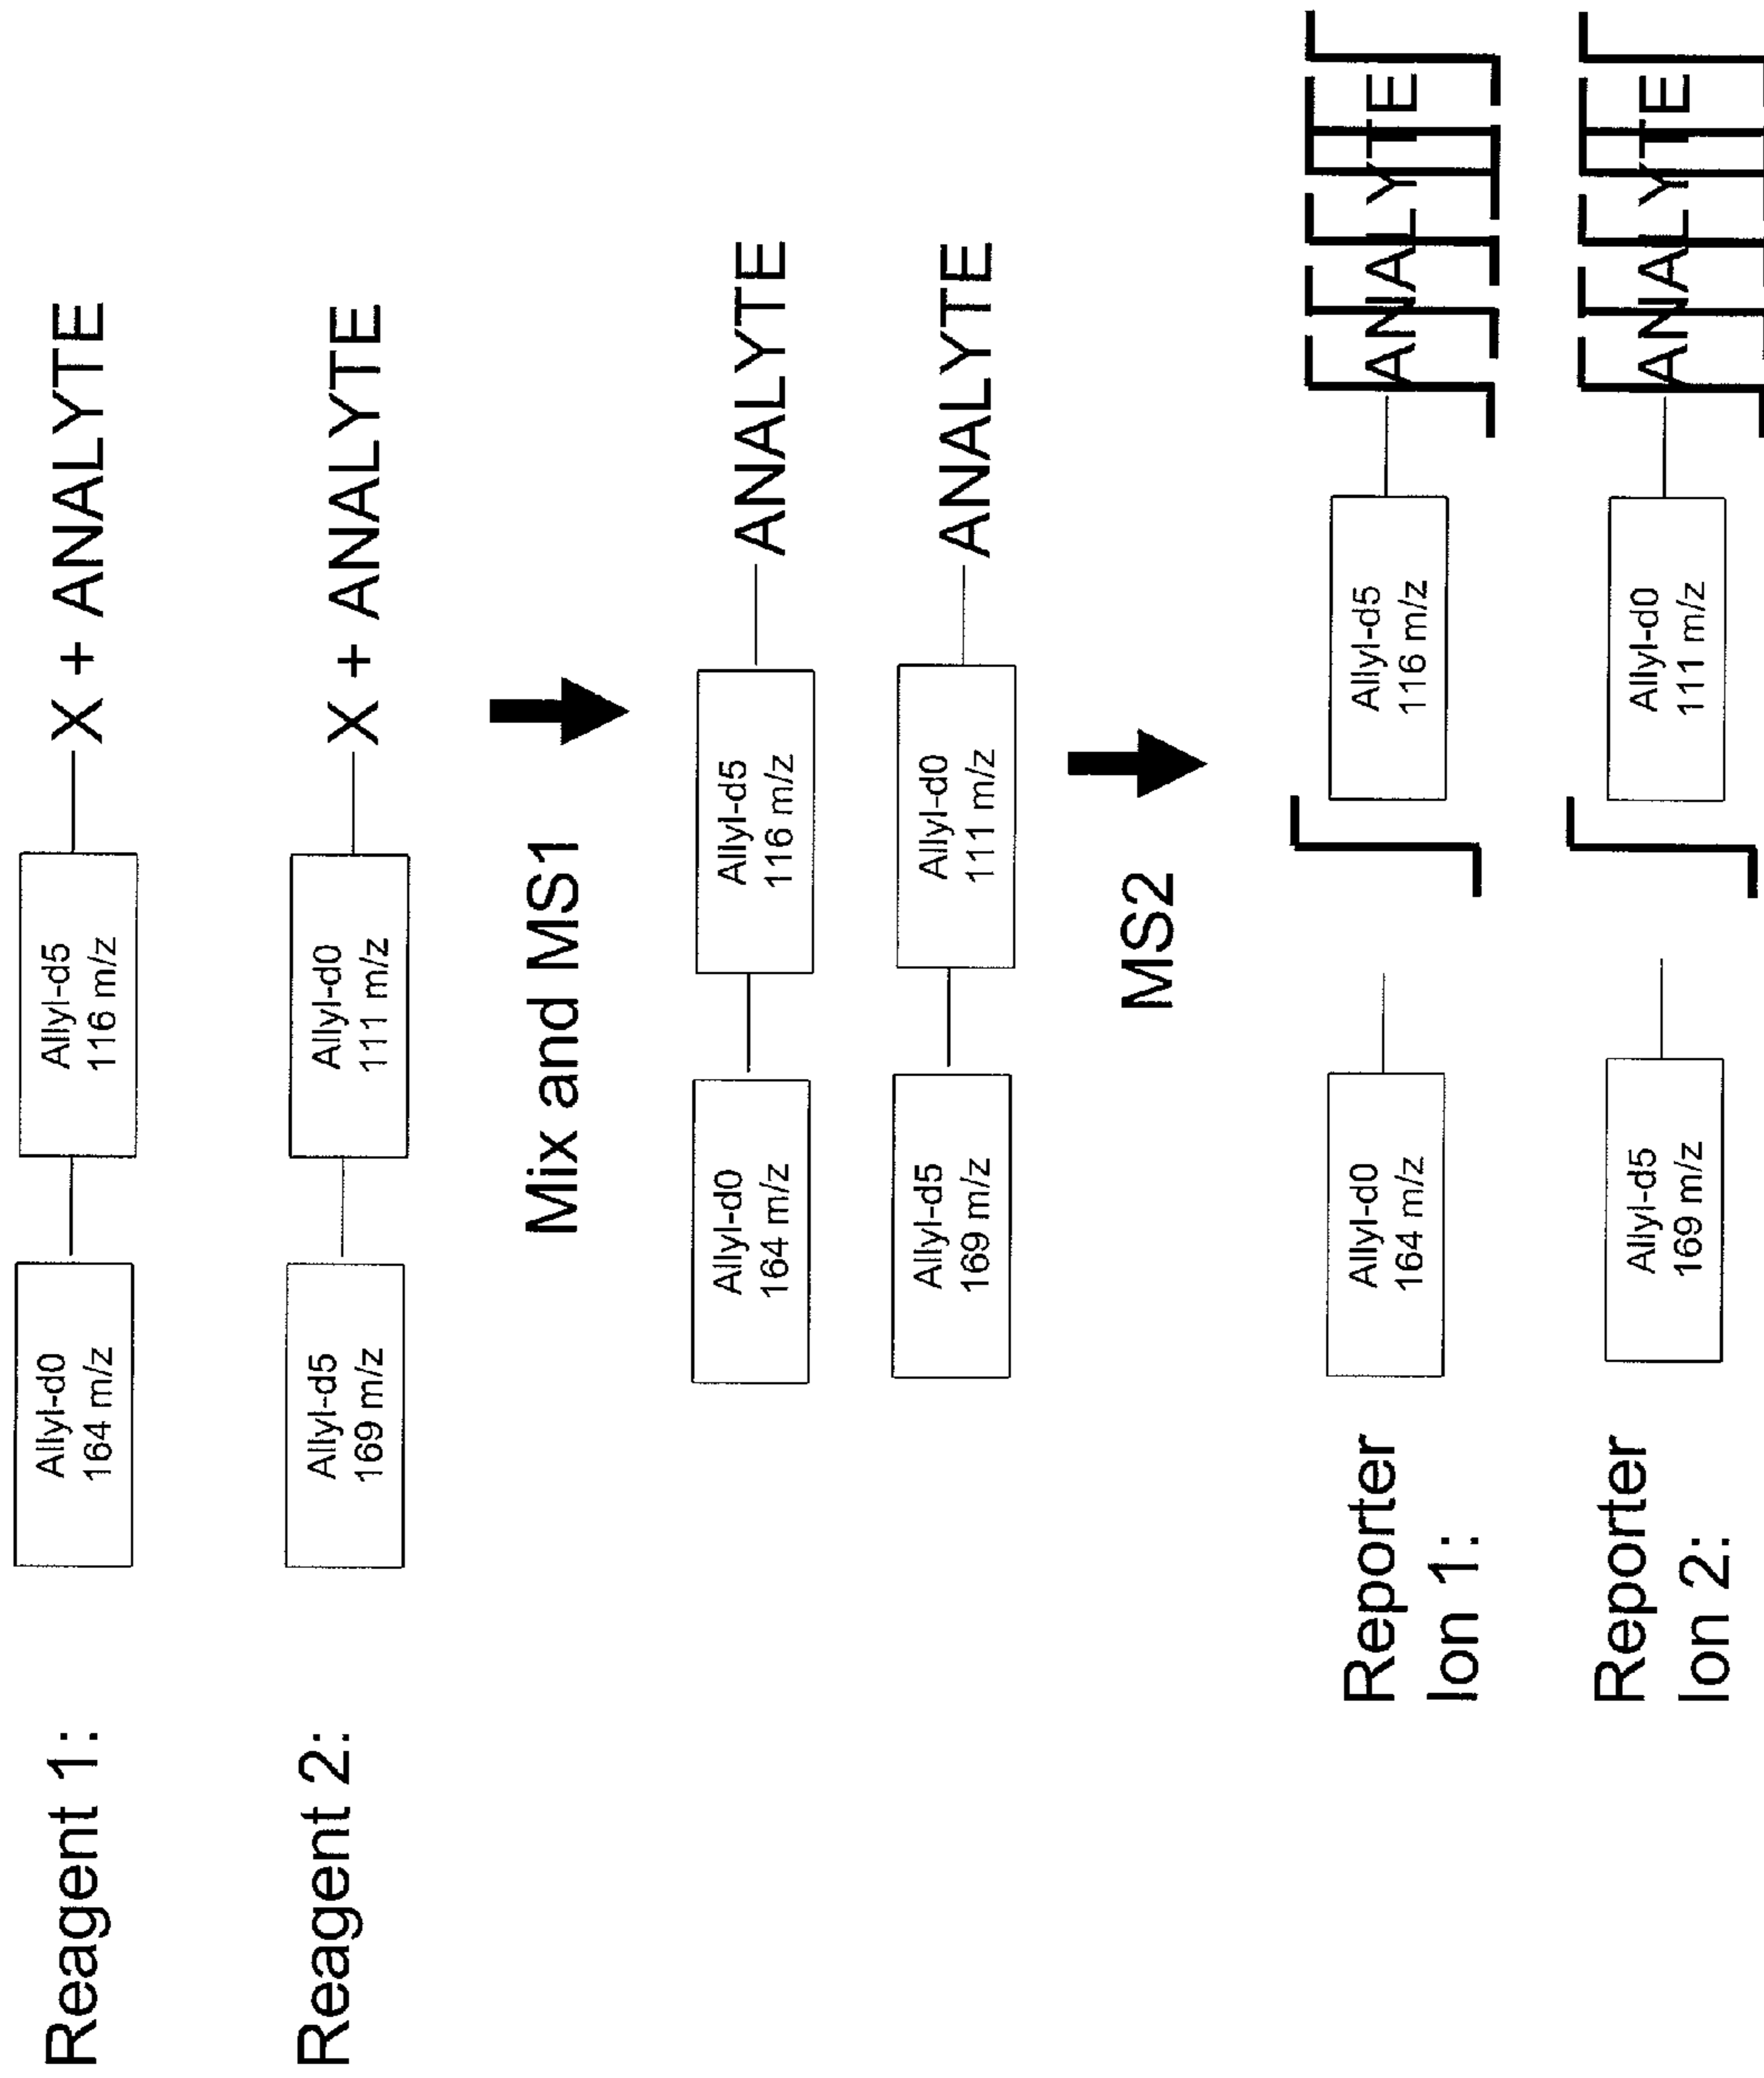 Reagent 1:
Allyl-d0
164 m/z
Allyl-d5
116 m/z
X + ANALYTE
Reagent 2:
Allyl-d5
169 m/z
Allyl-d0
111 m/z
X + ANALYTE
Mix and MS1
Allyl-d0
164 m/z
Allyl-d5
116 m/z
ANALYTE
Allyl-d5
169 m/z
Allyl-d0
111 m/z
ANALYTE
MS2
Reporter
Ion 1:
Allyl-d0
164 m/z
Allyl-d5
116 m/z
ANALYTE
Reporter
Ion 2:
Allyl-d5
169 m/z
Allyl-d0
111 m/z
ANALYTE